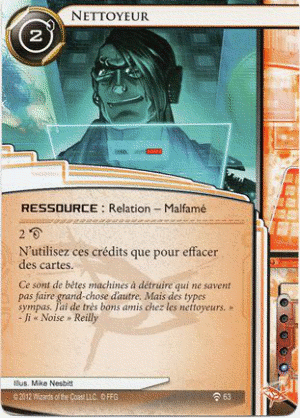 NETTOYEUR
2
RESSOURCE : Relation – Malfamé
2
N'utilisez ces crédits que pour effacer
des cartes.
Ce sont de bêtes machines à détruire qui ne savent
pas faire grand-chose d'autre. Mais des types
sympas. J'ai de très bons amis chez les nettoyeurs. »
- Ji « Noise » Reilly
Illus. Mike Nesbitt
© 2012 Wizards of the Coast LLC. © FFG
63